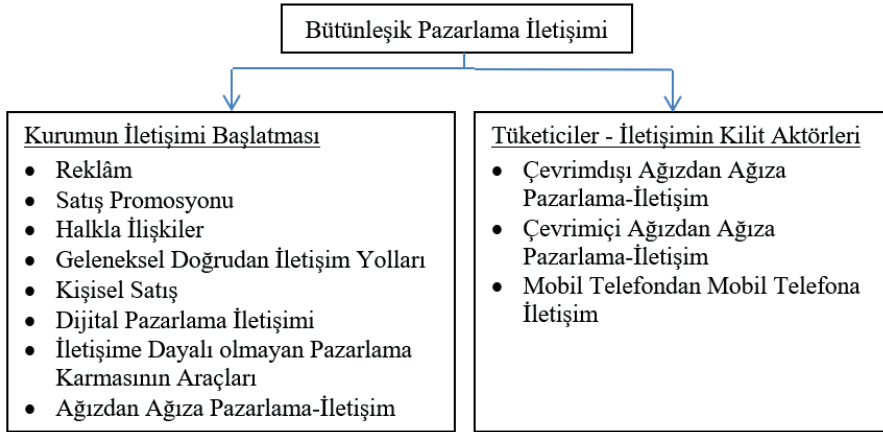 Bütünleşik Pazarlama İletişimi
Kurumun İletişimi Başlatması
• Reklâm
• Satış Promosyonu
• Halkla İlişkiler
• Geleneksel Doğrudan İletişim Yolları
• Kişisel Satış
• Dijital Pazarlama İletişimi
• İletişime Dayalı olmayan Pazarlama
Karmasının Araçları
• Ağızdan Ağıza Pazarlama-İletişim
Tüketiciler - İletişimin Kilit Aktörleri
• Çevrimdışı Ağızdan Ağıza
Pazarlama-İletişim
• Çevrimiçi Ağızdan Ağıza
Pazarlama-İletişim
• Mobil Telefondan Mobil Telefona
İletişim